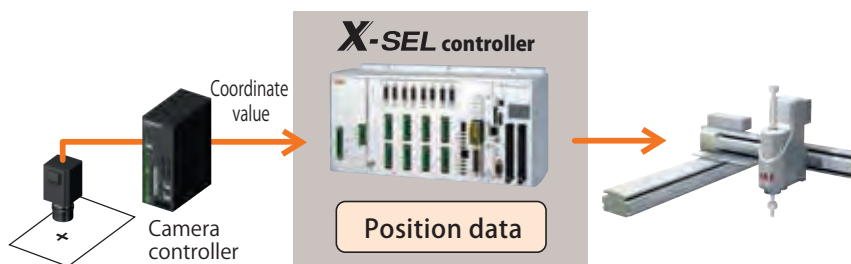 X-SEL controller
Coordinate
value
Camera
controller
Position data